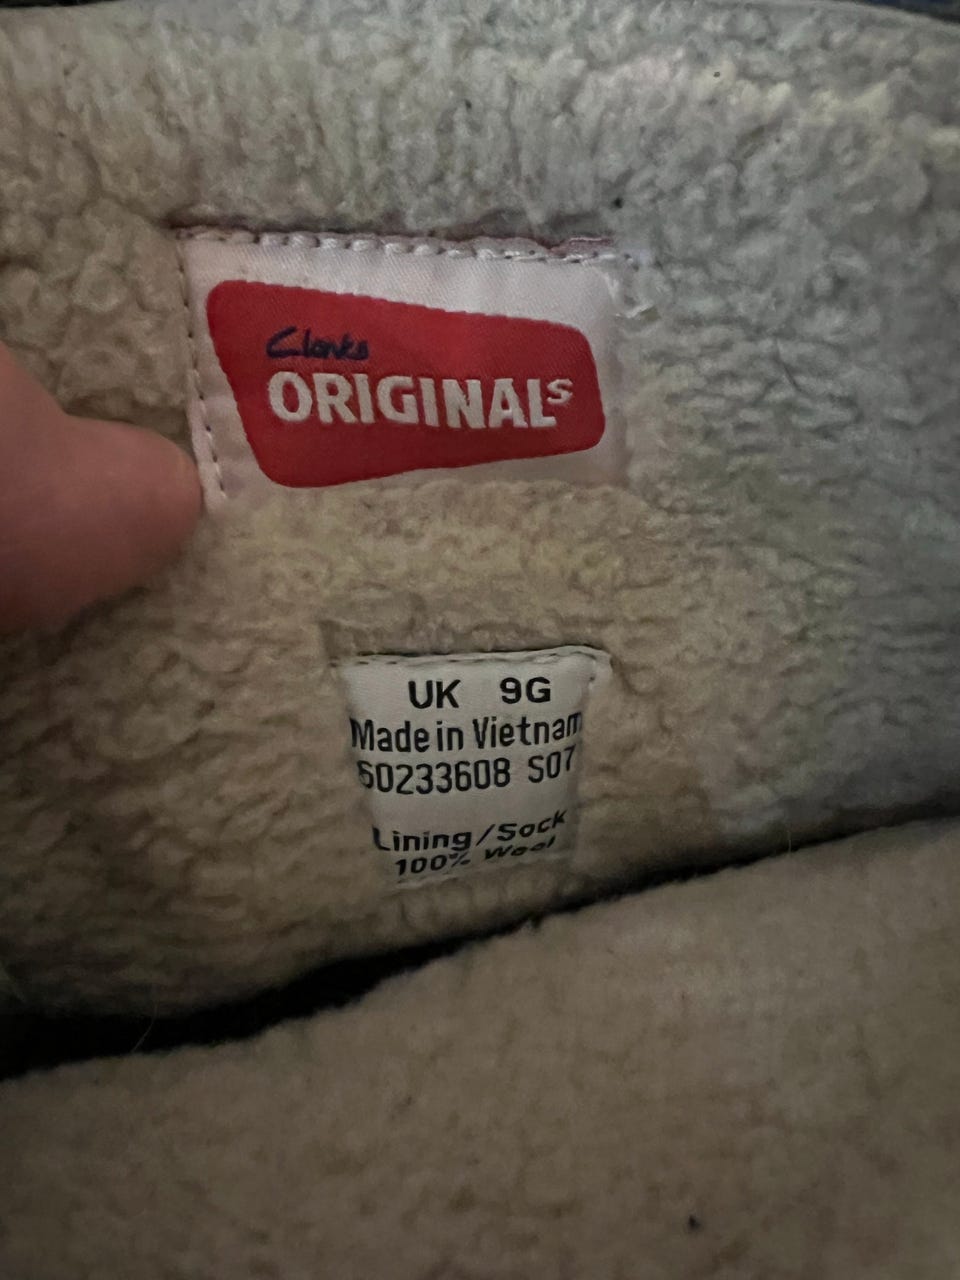 Clarks
ORIGINALS
UK 9G
Made in Vietnam
60233608 S07
Lining/Sock
100% Wool